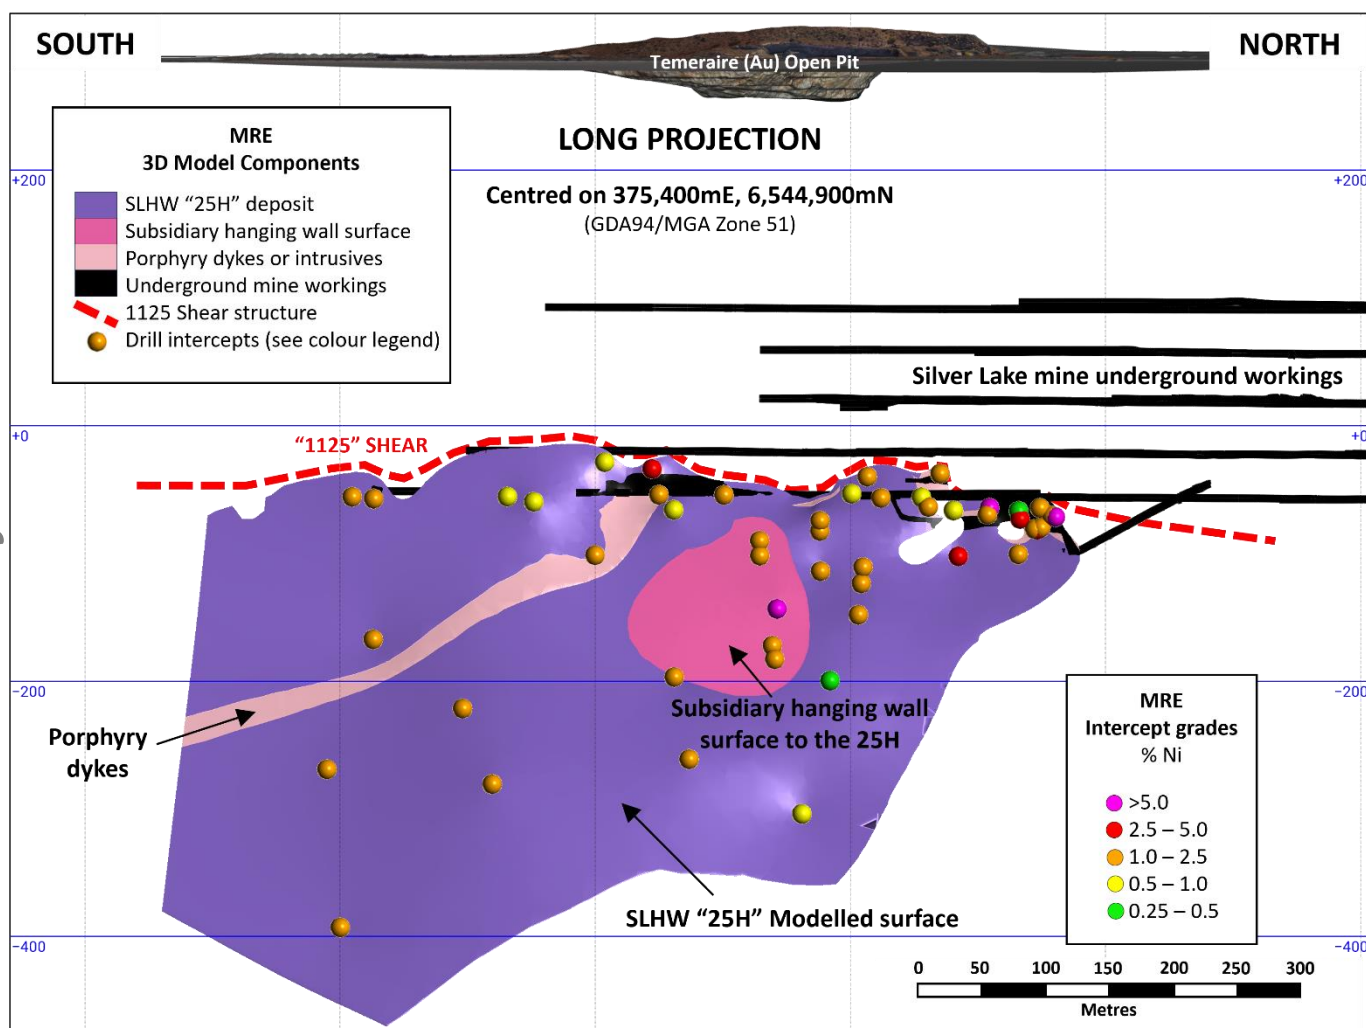 SOUTH
NORTH
Temeraire (Au) Open Pit
LONG PROJECTION
Centred on 375,400mE, 6,544,900mN
(GDA94/MGA Zone 51)
MRE
3D Model Components
SLHW “25H” deposit
Subsidiary hanging wall surface
Porphyry dykes or intrusives
Underground mine workings
1125 Shear structure
Drill intercepts (see colour legend)
+200
+200
Silver Lake mine underground workings
+0
+0
“1125” SHEAR
−200
−200
Subsidiary hanging wall
surface to the 25H
Porphyry
dykes
SLHW “25H” Modelled surface
−400
−400
MRE
Intercept grades
% Ni
>5.0
2.5 – 5.0
1.0 – 2.5
0.5 – 1.0
0.25 – 0.5
0 50 100 150 200 250 300
Metres